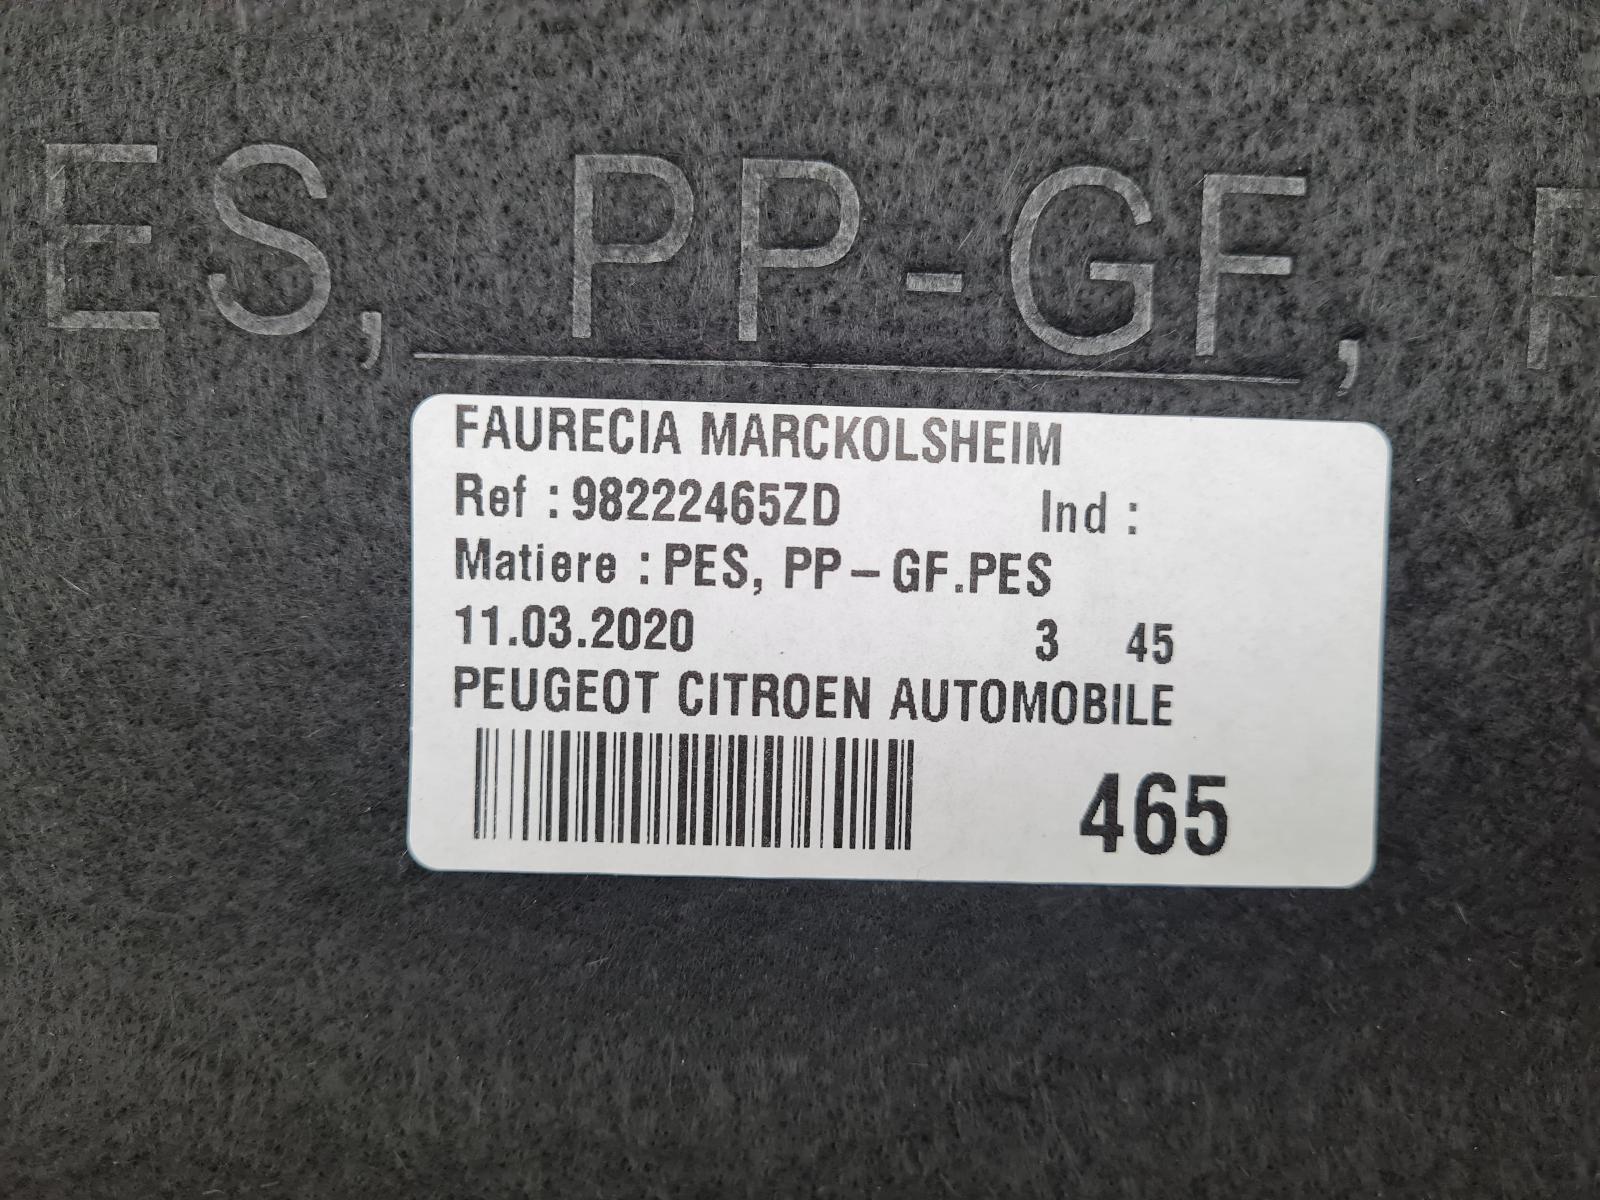 ES, PP-GF, P
FAURECIA MARCKOLSHEIM
Ref : 98222465ZD Ind :
Matiere : PES, PP-GF.PES
11.03.2020 3 45
PEUGEOT CITROEN AUTOMOBILE
465